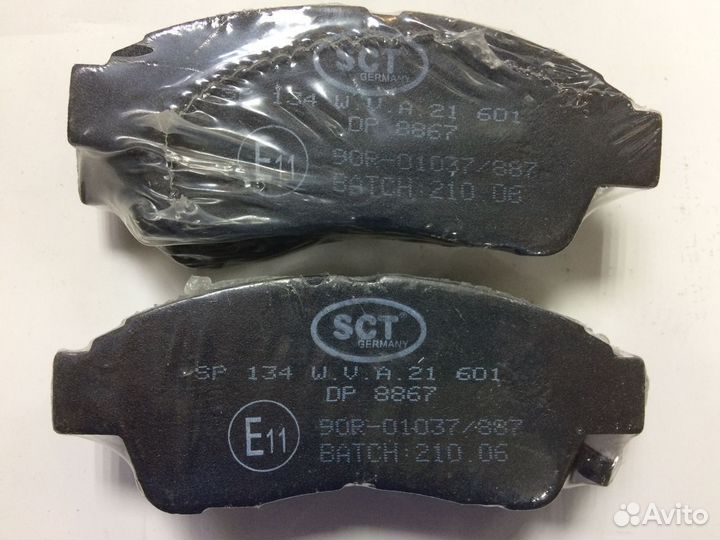 SCT
GERMANY
134 W.V.A.21 601
DP 8867
E11
90R-01037/887
BATCH:210 06
SCT®
GERMANY
SP 134 W.V.A.21 601
DP 8867
E11
90R-01037/887
BATCH:210.06
Avito